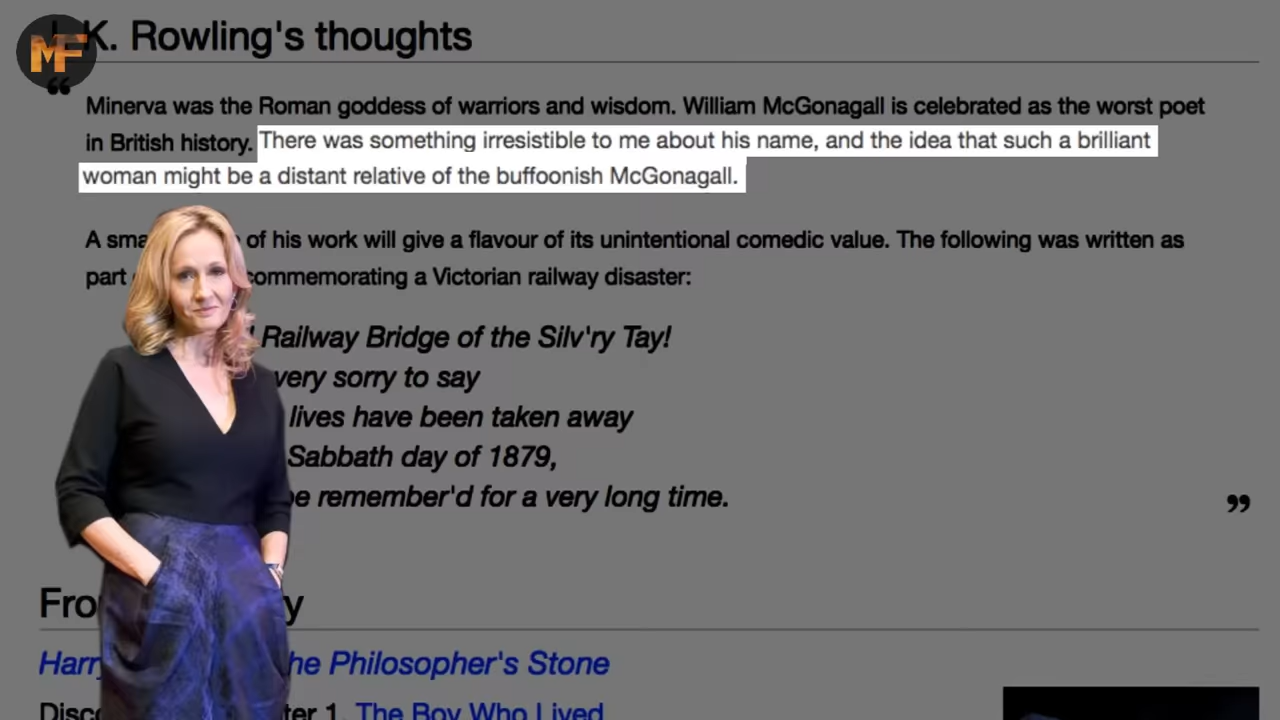 MF
K. Rowling's thoughts
“
Minerva was the Roman goddess of warriors and wisdom. William McGonagall is celebrated as the worst poet
in British history. There was something irresistible to me about his name, and the idea that such a brilliant
woman might be a distant relative of the buffoonish McGonagall.
A of his work will give a flavour of its unintentional comedic value. The following was written as
part commemorating a Victorian railway disaster:
Railway Bridge of the Silv'ry Tay!
very sorry to say
lives have been taken away
Sabbath day of 1879,
remember'd for a very long time.
”
Harry he Philosopher's Stone
1. The Boy Who Lived